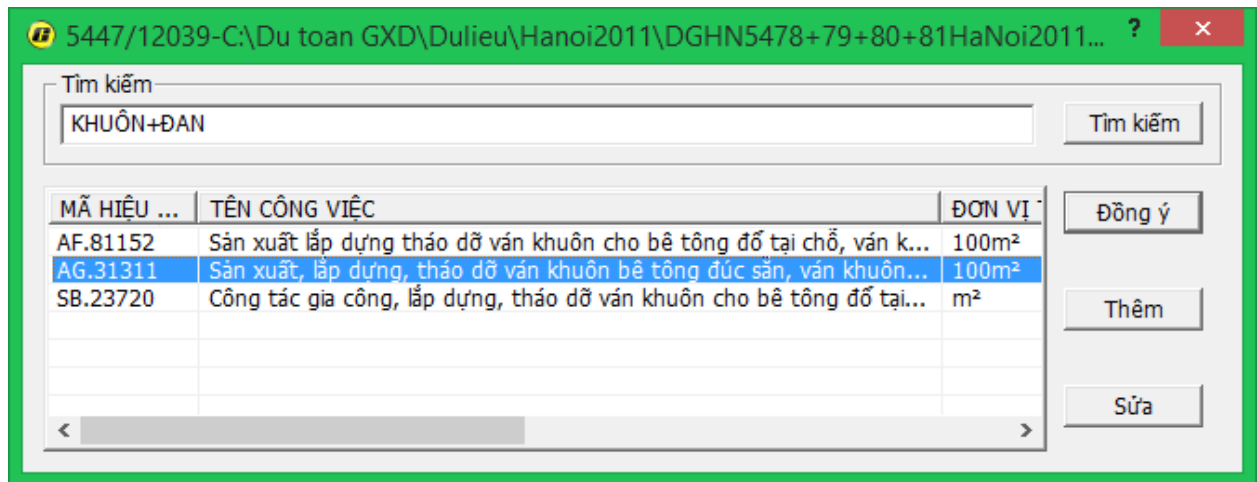 5447/12039-C:\Du toan GXD\Dulieu\Hanoi2011\DGHN5478+79+80+81HaNoi2011... ?
Tìm kiếm
KHUÔN+ĐAN Tìm kiếm
MÃ HIỆU ... TÊN CÔNG VIỆC ĐƠN VỊ Đồng ý
AF.81152 Sản xuất lắp dựng tháo dỡ ván khuôn cho bê tông đổ tại chỗ, ván k... 100m²
AG.31311 Sản xuất, lắp dựng, tháo dỡ ván khuôn bê tông đúc sẵn, ván khuôn... 100m²
SB.23720 Công tác gia công, lắp dựng, tháo dỡ ván khuôn cho bê tông đổ tại... m²
Thêm
Sửa